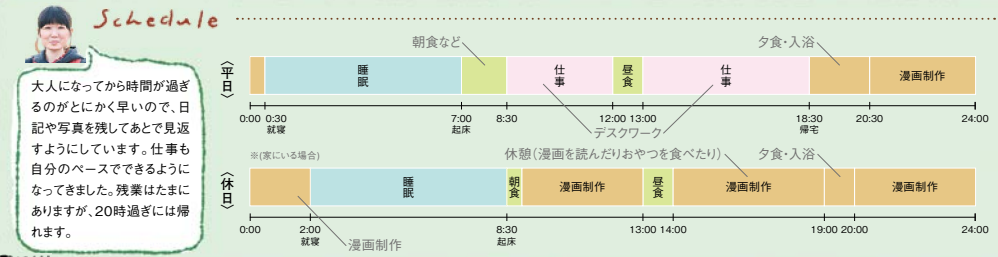 Schedule
大人になってから時間が過ぎ
るのがとにかく早いので、日
記や写真を残してあとで見返
すようにしています。仕事も
自分のペースでできるように
なってきました。残業はたまに
ありますが、20時過ぎには帰
れます。
〈平日〉
朝食など
夕食・入浴
睡眠
仕事
昼食
仕事
漫画制作
0:00 0:30 7:00 8:30 12:00 13:00 18:30 20:30 24:00
就寝 起床 帰宅
デスクワーク
※(家にいる場合)
休憩(漫画を読んだりおやつを食べたり)
夕食・入浴
〈休日〉
睡眠
朝食
漫画制作
昼食
漫画制作
漫画制作
0:00 2:00 8:30 13:00 14:00 19:00 20:00 24:00
就寝 起床
漫画制作